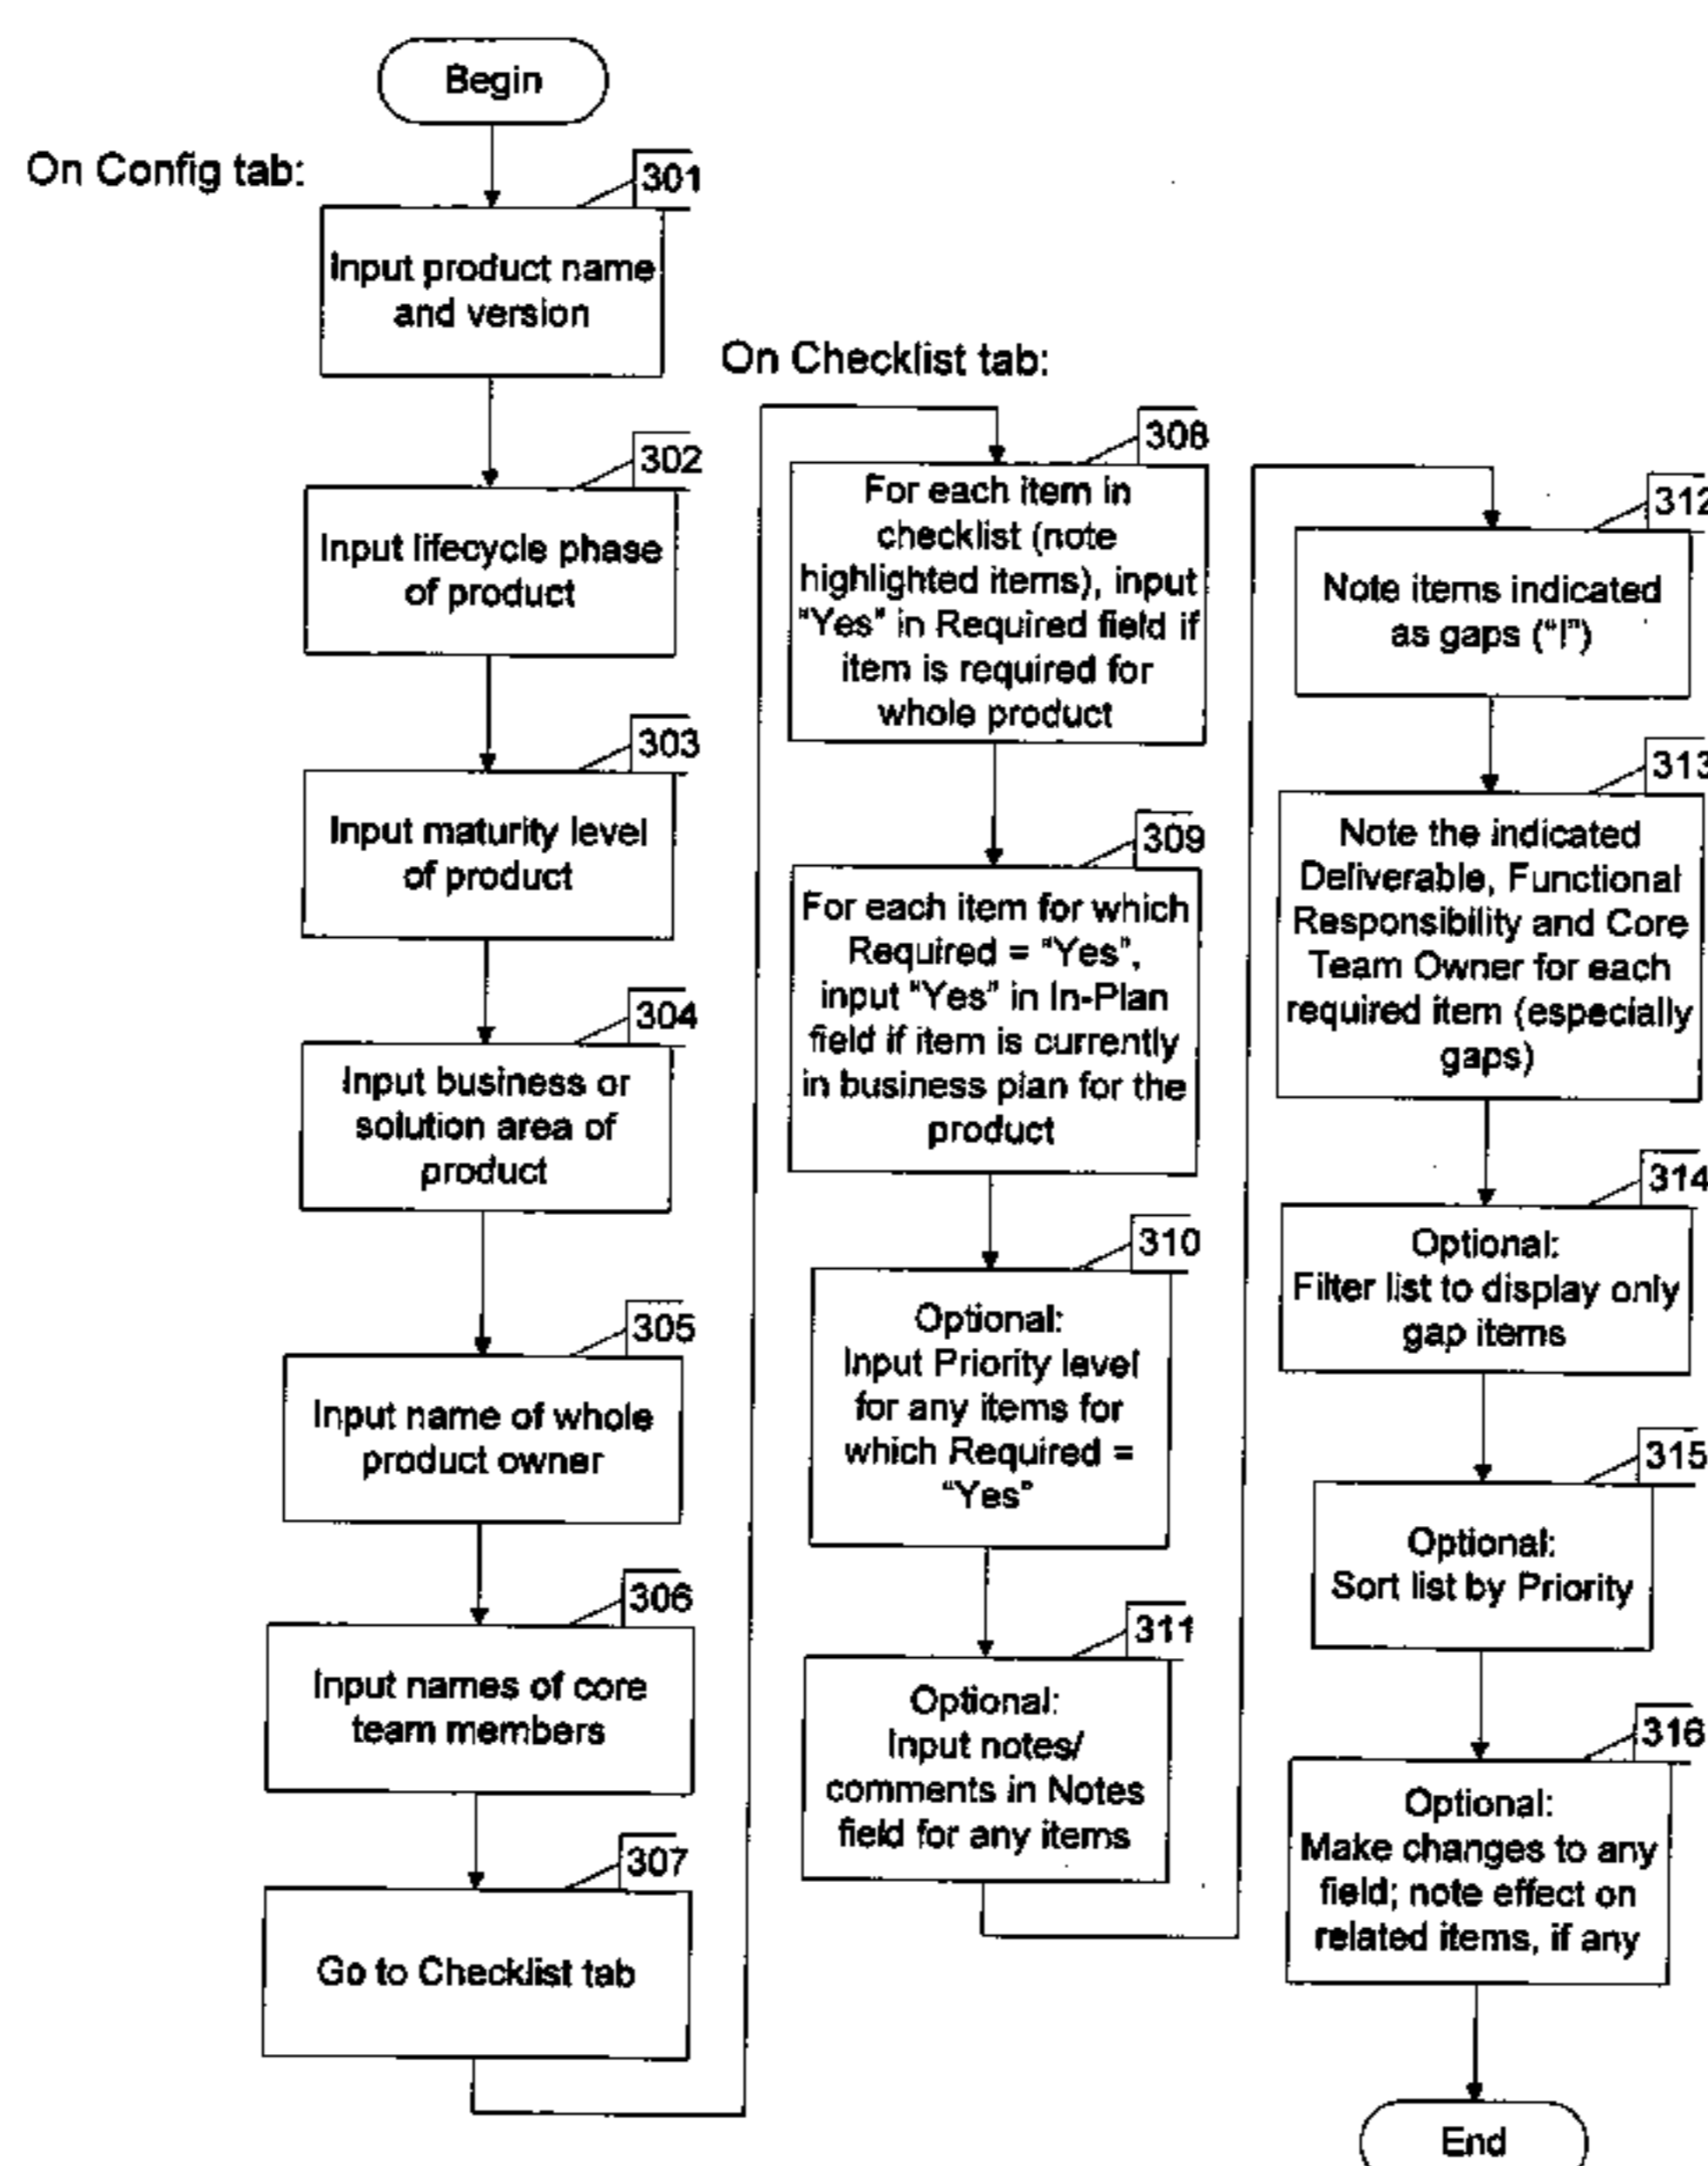 Begin
On Config tab:
301
Input product name
and version
302
Input lifecycle phase
of product
303
Input maturity level
of product
304
Input business or
solution area of
product
305
Input name of whole
product owner
306
Input names of core
team members
307
Go to Checklist tab
On Checklist tab:
308
For each item in
checklist (note
highlighted items), input
"Yes" in Required field if
item is required for
whole product
309
For each item for which
Required = "Yes",
input "Yes" in In-Plan
field if item is currently
in business plan for the
product
310
Optional:
Input Priority level
for any items for
which Required =
"Yes"
311
Optional:
Input notes/
comments in Notes
field for any items
312
Note items indicated
as gaps ("!")
313
Note the indicated
Deliverable, Functional
Responsibility and Core
Team Owner for each
required item (especially
gaps)
314
Optional:
Filter list to display only
gap items
315
Optional:
Sort list by Priority
316
Optional:
Make changes to any
field; note effect on
related items, if any
End